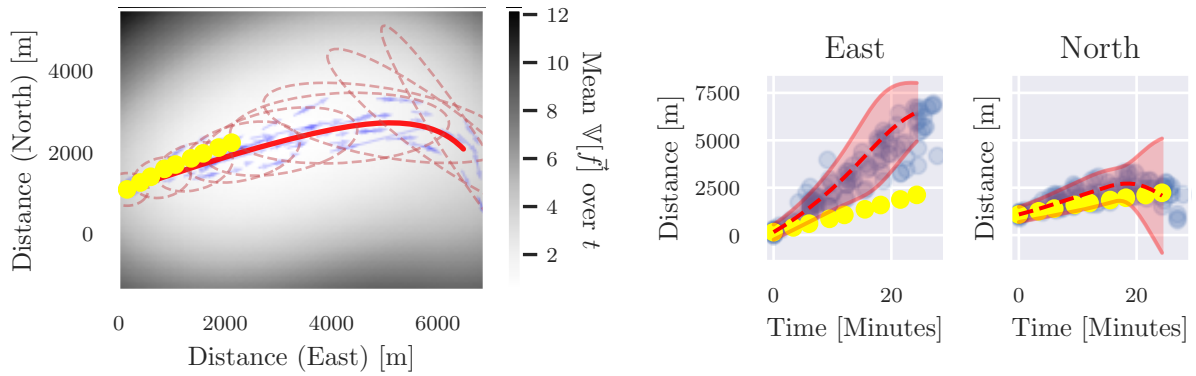 Distance (North) [m]
4000
2000
0
0
2000
4000
6000
Distance (East) [m]
12
10
8
6
4
2
Mean 𝕍[f⃗] over t
East
Distance [m]
7500
5000
2500
0
0
20
Time [Minutes]
North
Distance [m]
0
20
Time [Minutes]